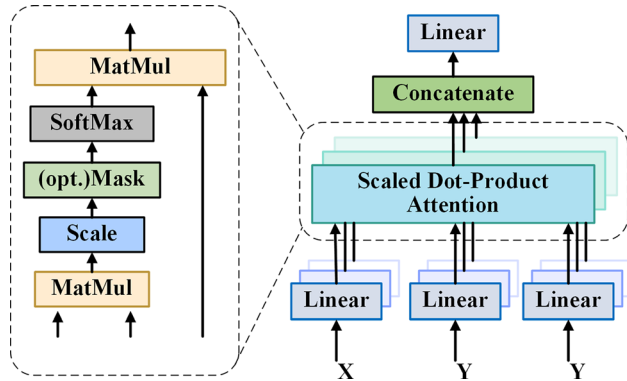 MatMul
SoftMax
(opt.)Mask
Scale
MatMul
Linear
Concatenate
Scaled Dot-Product
Attention
Linear
Linear
Linear
X
Y
Y